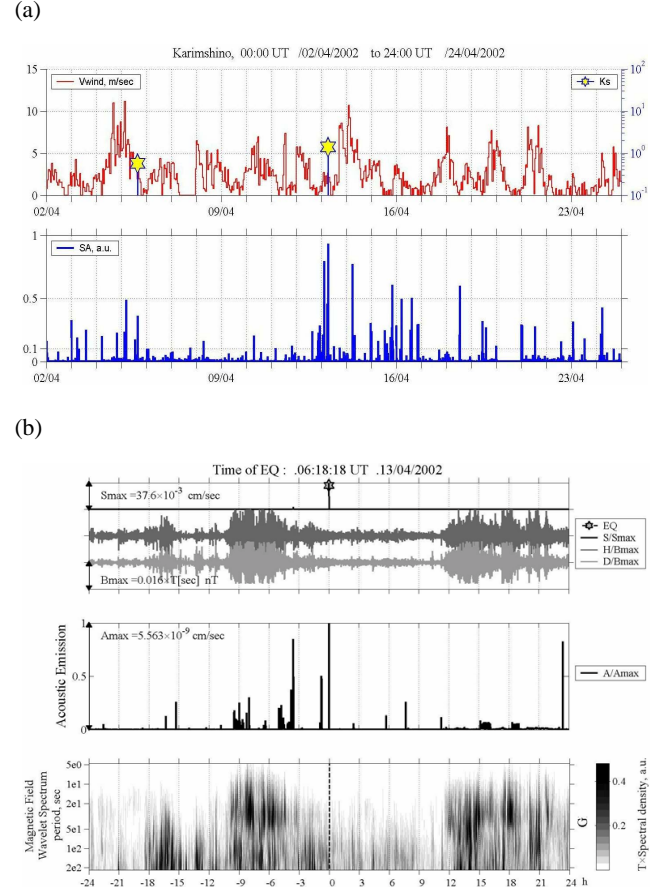 (a)
Karimshino, 00:00 UT /02/04/2002 to 24:00 UT /24/04/2002
15
10
5
0
Vwind, m/sec
Ks
10^2
10^1
10^0
10^-1
02/04 09/04 16/04 23/04
1
0.5
0.1
0
SA, a.u.
02/04 09/04 16/04 23/04
(b)
Time of EQ : .06:18:18 UT .13/04/2002
Smax =37.6×10^-3 cm/sec
Bmax=0.016×T[sec] nT
EQ
S/Smax
H/Bmax
D/Bmax
Acoustic Emission
1
0.5
0
Amax =5.563×10^-9 cm/sec
A/Amax
Magnetic Field
Wavelet Spectrum
period, sec
5e0
1e1
2e1
5e1
1e2
2e2
G
0.4
0.2
T×Spectral density, a.u.
-24 -21 -18 -15 -12 -9 -6 -3 0 3 6 9 12 15 18 21 24 h